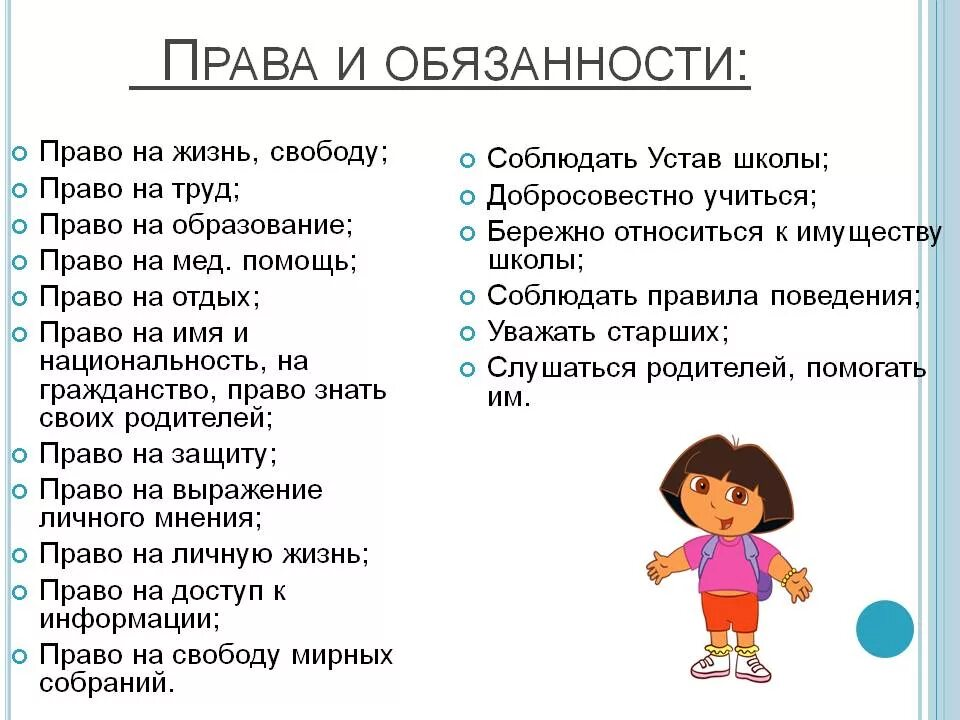 Права и обязанности:
Право на жизнь, свободу;
Право на труд;
Право на образование;
Право на мед. помощь;
Право на отдых;
Право на имя и
национальность, на
гражданство, право знать
своих родителей;
Право на защиту;
Право на выражение
личного мнения;
Право на личную жизнь;
Право на доступ к
информации;
Право на свободу мирных
собраний.
Соблюдать Устав школы;
Добросовестно учиться;
Бережно относиться к имуществу
школы;
Соблюдать правила поведения;
Уважать старших;
Слушаться родителей, помогать
им.